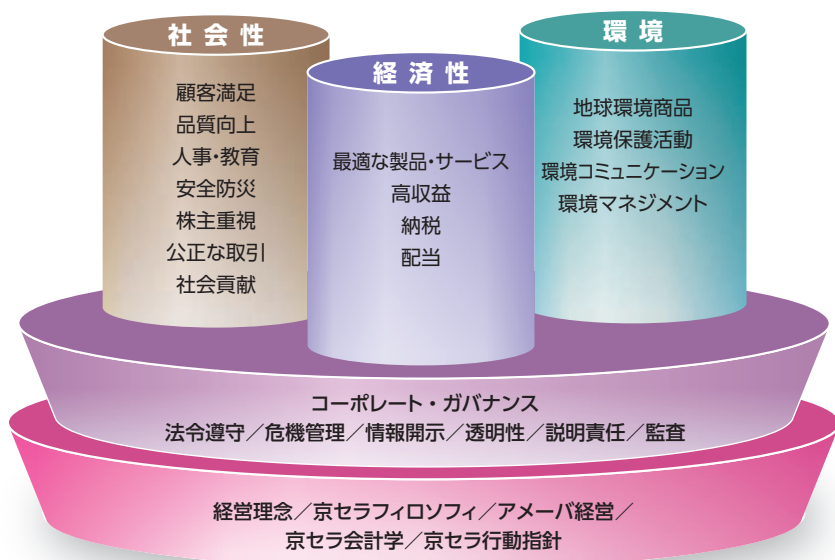 社会性
顧客満足
品質向上
人事・教育
安全防災
株主重視
公正な取引
社会貢献
経済性
最適な製品・サービス
高収益
納税
配当
環境
地球環境商品
環境保護活動
環境コミュニケーション
環境マネジメント
コーポレート・ガバナンス
法令遵守／危機管理／情報開示／透明性／説明責任／監査
経営理念／京セラフィロソフィ／アメーバ経営／
京セラ会計学／京セラ行動指針